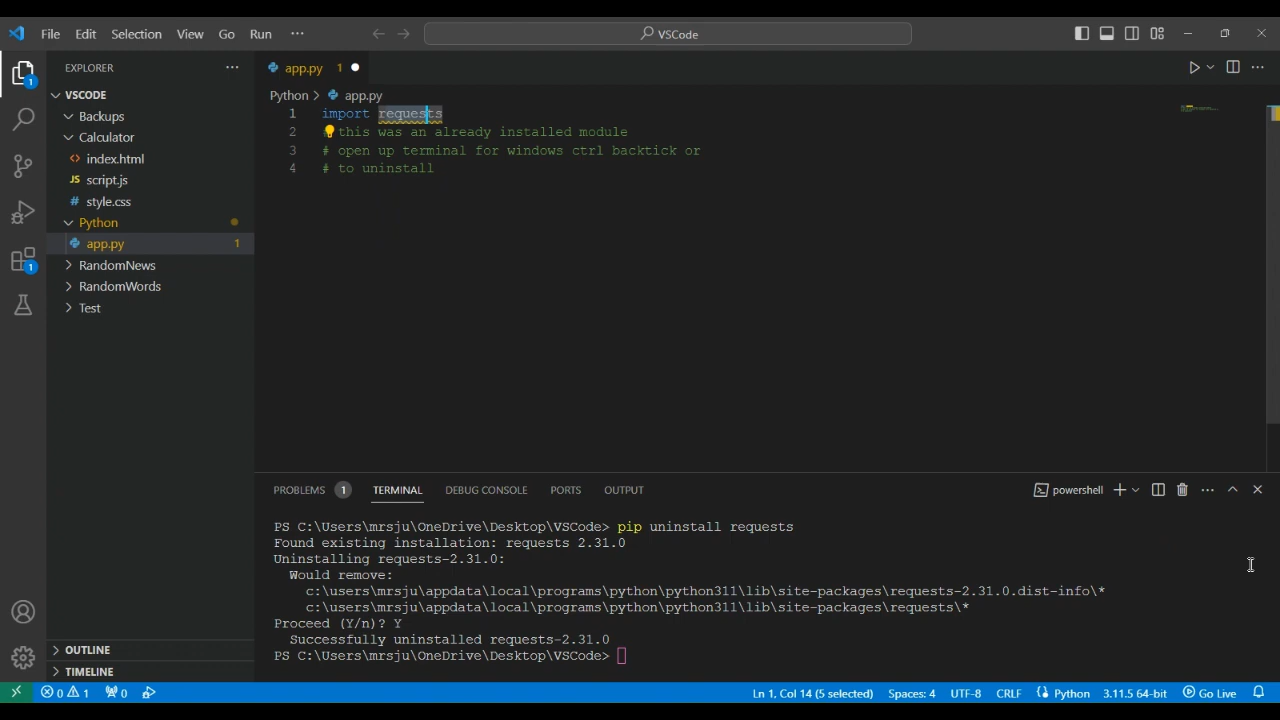 File Edit Selection View Go Run ···
VSCode
EXPLORER ···
app.py 1
VSCODE
Python > app.py
Backups
Calculator
index.html
JS script.js
# style.css
Python
app.py 1
RandomNews
RandomWords
Test
1 import requests
2 # this was an already installed module
3 # open up terminal for windows ctrl backtick or
4 # to uninstall
1
1
PROBLEMS 1 TERMINAL DEBUG CONSOLE PORTS OUTPUT powershell
PS C:\Users\mrsju\OneDrive\Desktop\VSCode> pip uninstall requests
Found existing installation: requests 2.31.0
Uninstalling requests-2.31.0:
Would remove:
c:\users\mrsju\appdata\local\programs\python\python311\lib\site-packages\requests-2.31.0.dist-info\*
c:\users\mrsju\appdata\local\programs\python\python311\lib\site-packages\requests\*
Proceed (Y/n)? Y
Successfully uninstalled requests-2.31.0
PS C:\Users\mrsju\OneDrive\Desktop\VSCode>
OUTLINE
TIMELINE
0 1 0 Ln 1, Col 14 (5 selected) Spaces: 4 UTF-8 CRLF Python 3.11.5 64-bit Go Live